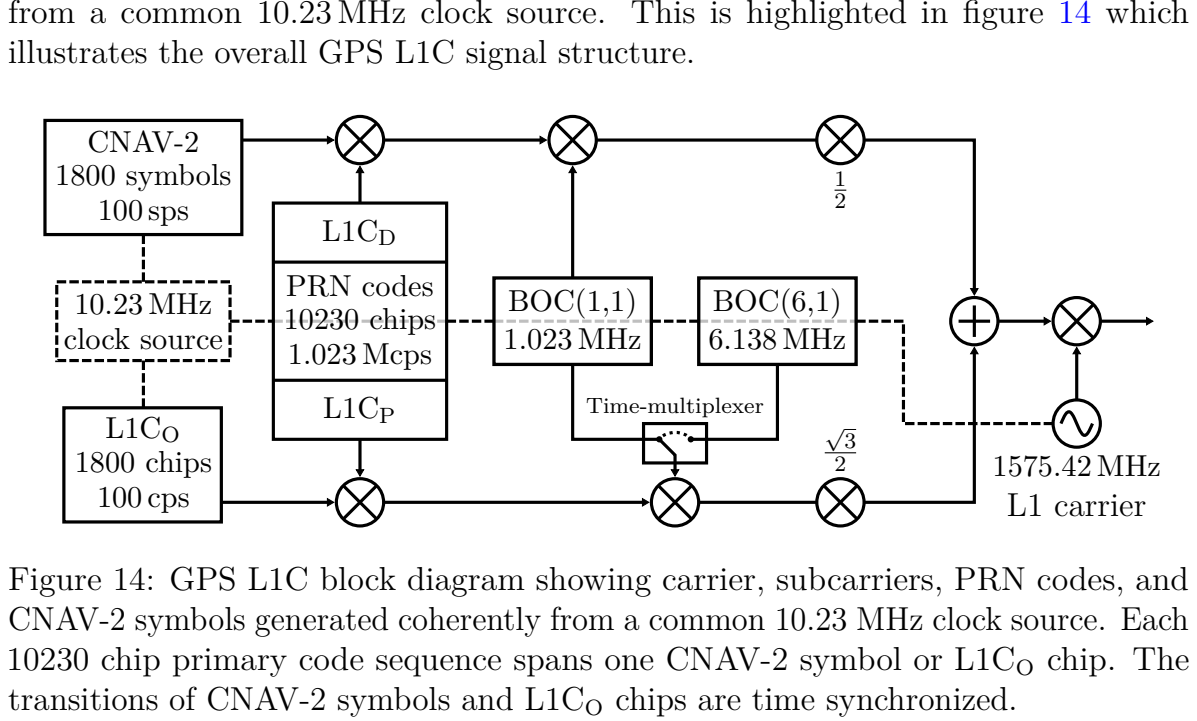 from a common 10.23 MHz clock source. This is highlighted in figure 14 which
illustrates the overall GPS L1C signal structure.
CNAV-2
1800 symbols
100 sps
10.23 MHz
clock source
L1C_O
1800 chips
100 cps
L1C_D
PRN codes
10230 chips
1.023 Mcps
L1C_P
BOC(1,1)
1.023 MHz
BOC(6,1)
6.138 MHz
Time-multiplexer
1/2
√3/2
1575.42 MHz
L1 carrier
Figure 14: GPS L1C block diagram showing carrier, subcarriers, PRN codes, and
CNAV-2 symbols generated coherently from a common 10.23 MHz clock source. Each
10230 chip primary code sequence spans one CNAV-2 symbol or L1C_O chip. The
transitions of CNAV-2 symbols and L1C_O chips are time synchronized.